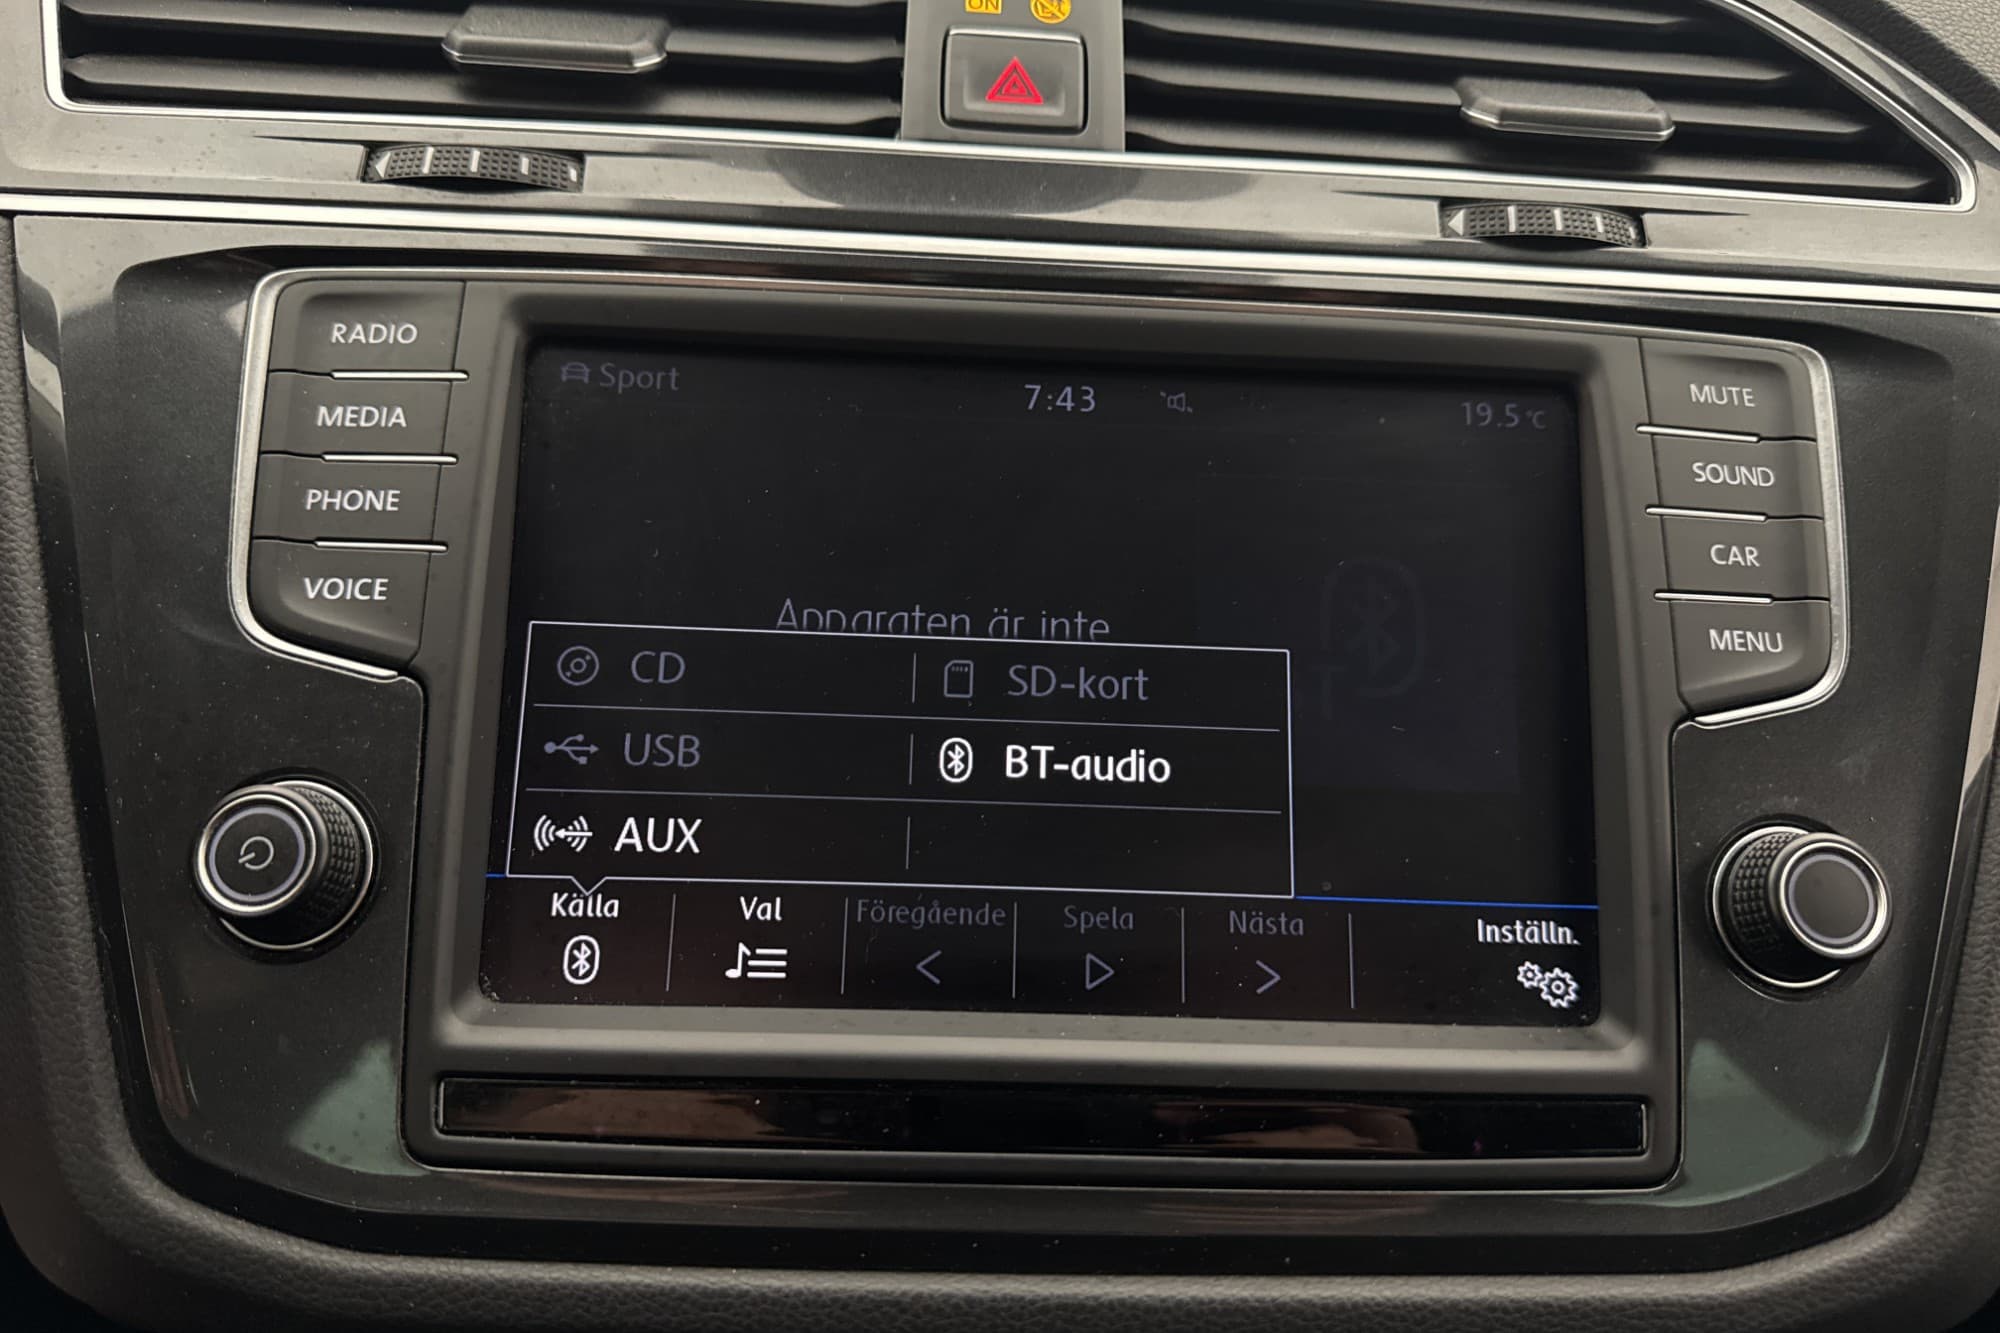 ON
RADIO
MEDIA
PHONE
VOICE
Sport
7:43
19.5°C
Apparaten är inte
CD
SD-kort
USB
BT-audio
AUX
Källa
Val
Föregående
Spela
Nästa
Inställn.
MUTE
SOUND
CAR
MENU